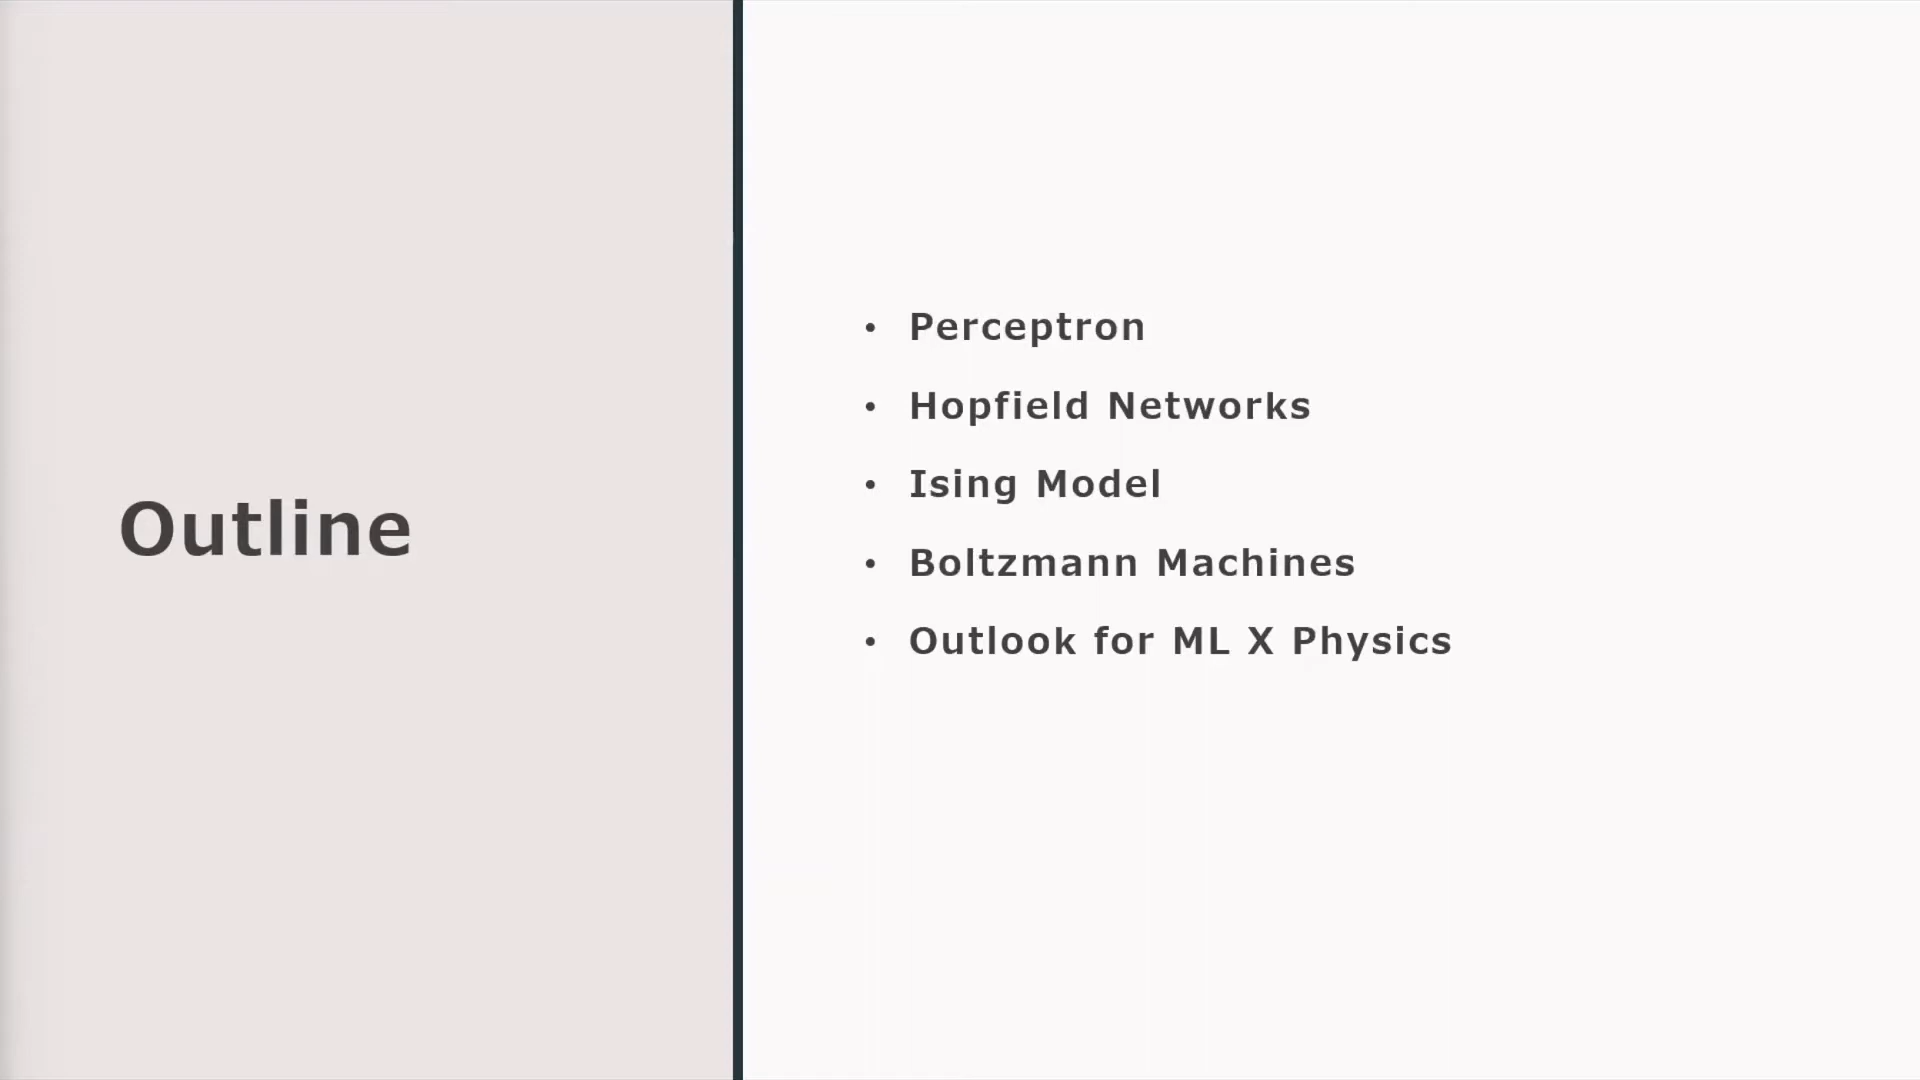 Outline
• Perceptron
• Hopfield Networks
• Ising Model
• Boltzmann Machines
• Outlook for ML X Physics